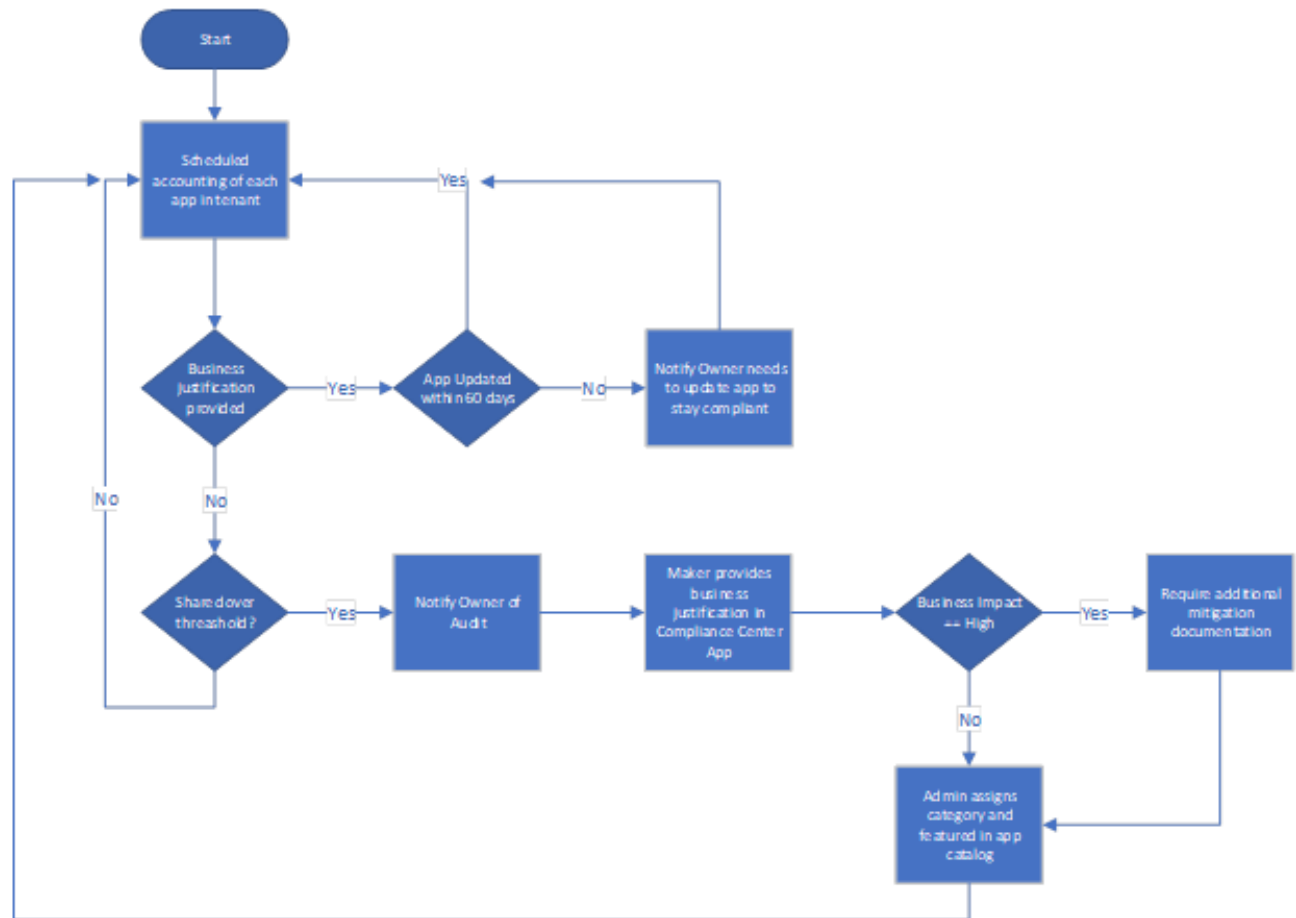 Start
Scheduled
accounting of each
app in tenant
Yes
Business
justification
provided
Yes
App Updated
within 60 days
No
Notify Owner needs
to update app to
stay compliant
No
No
Shared over
threashold?
Yes
Notify Owner of
Audit
Maker provides
business
justification in
Compliance Center
App
Business Impact
== High
Yes
Require additional
mitigation
documentation
No
Admin assigns
category and
featured in app
catalog